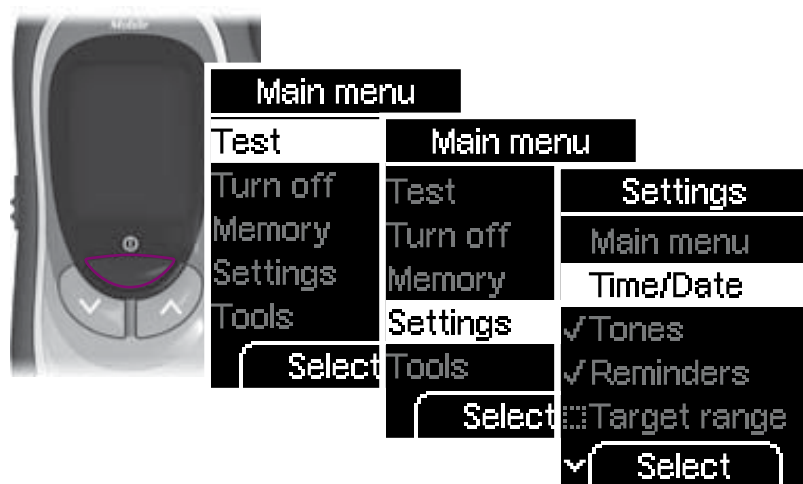 Mobile
Main menu
Test
Turn off
Memory
Settings
Tools
Select
Main menu
Test
Turn off
Memory
Settings
Tools
Select
Settings
Main menu
Time/Date
✓Tones
✓Reminders
Target range
Select